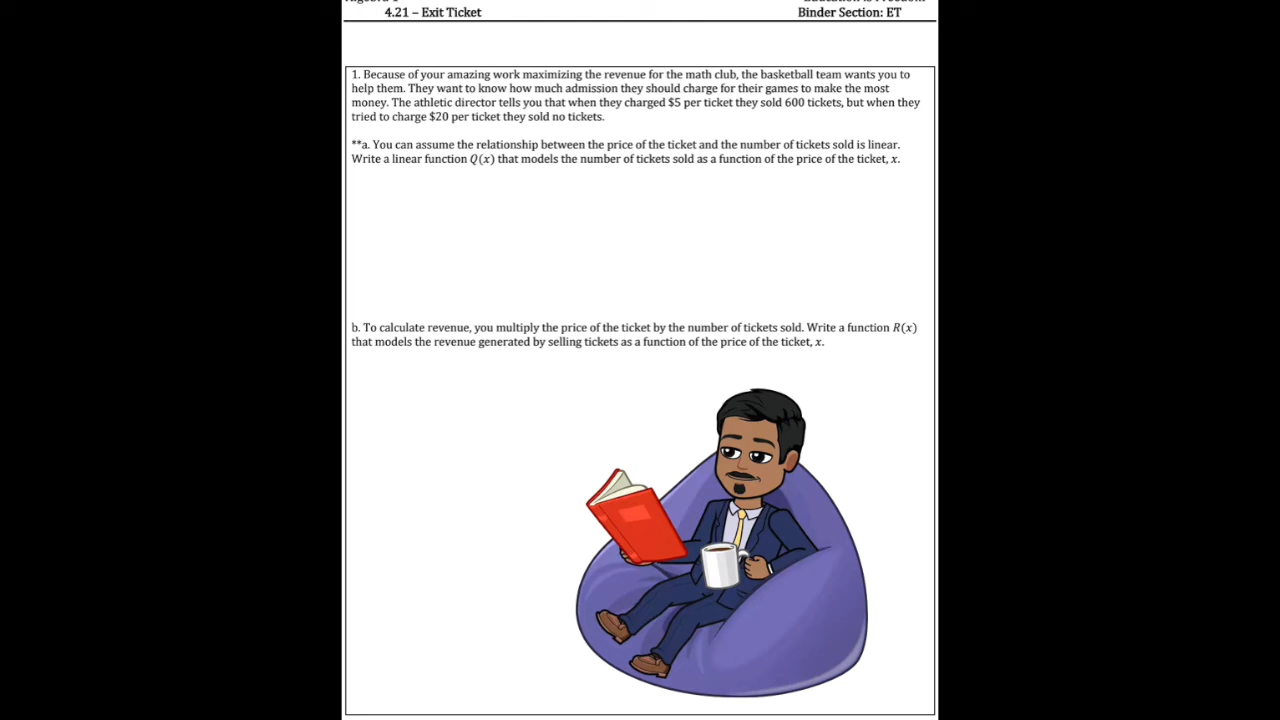 4.21 – Exit Ticket Binder Section: ET
1. Because of your amazing work maximizing the revenue for the math club, the basketball team wants you to
help them. They want to know how much admission they should charge for their games to make the most
money. The athletic director tells you that when they charged $5 per ticket they sold 600 tickets, but when they
tried to charge $20 per ticket they sold no tickets.
**a. You can assume the relationship between the price of the ticket and the number of tickets sold is linear.
Write a linear function Q(x) that models the number of tickets sold as a function of the price of the ticket, x.
b. To calculate revenue, you multiply the price of the ticket by the number of tickets sold. Write a function R(x)
that models the revenue generated by selling tickets as a function of the price of the ticket, x.